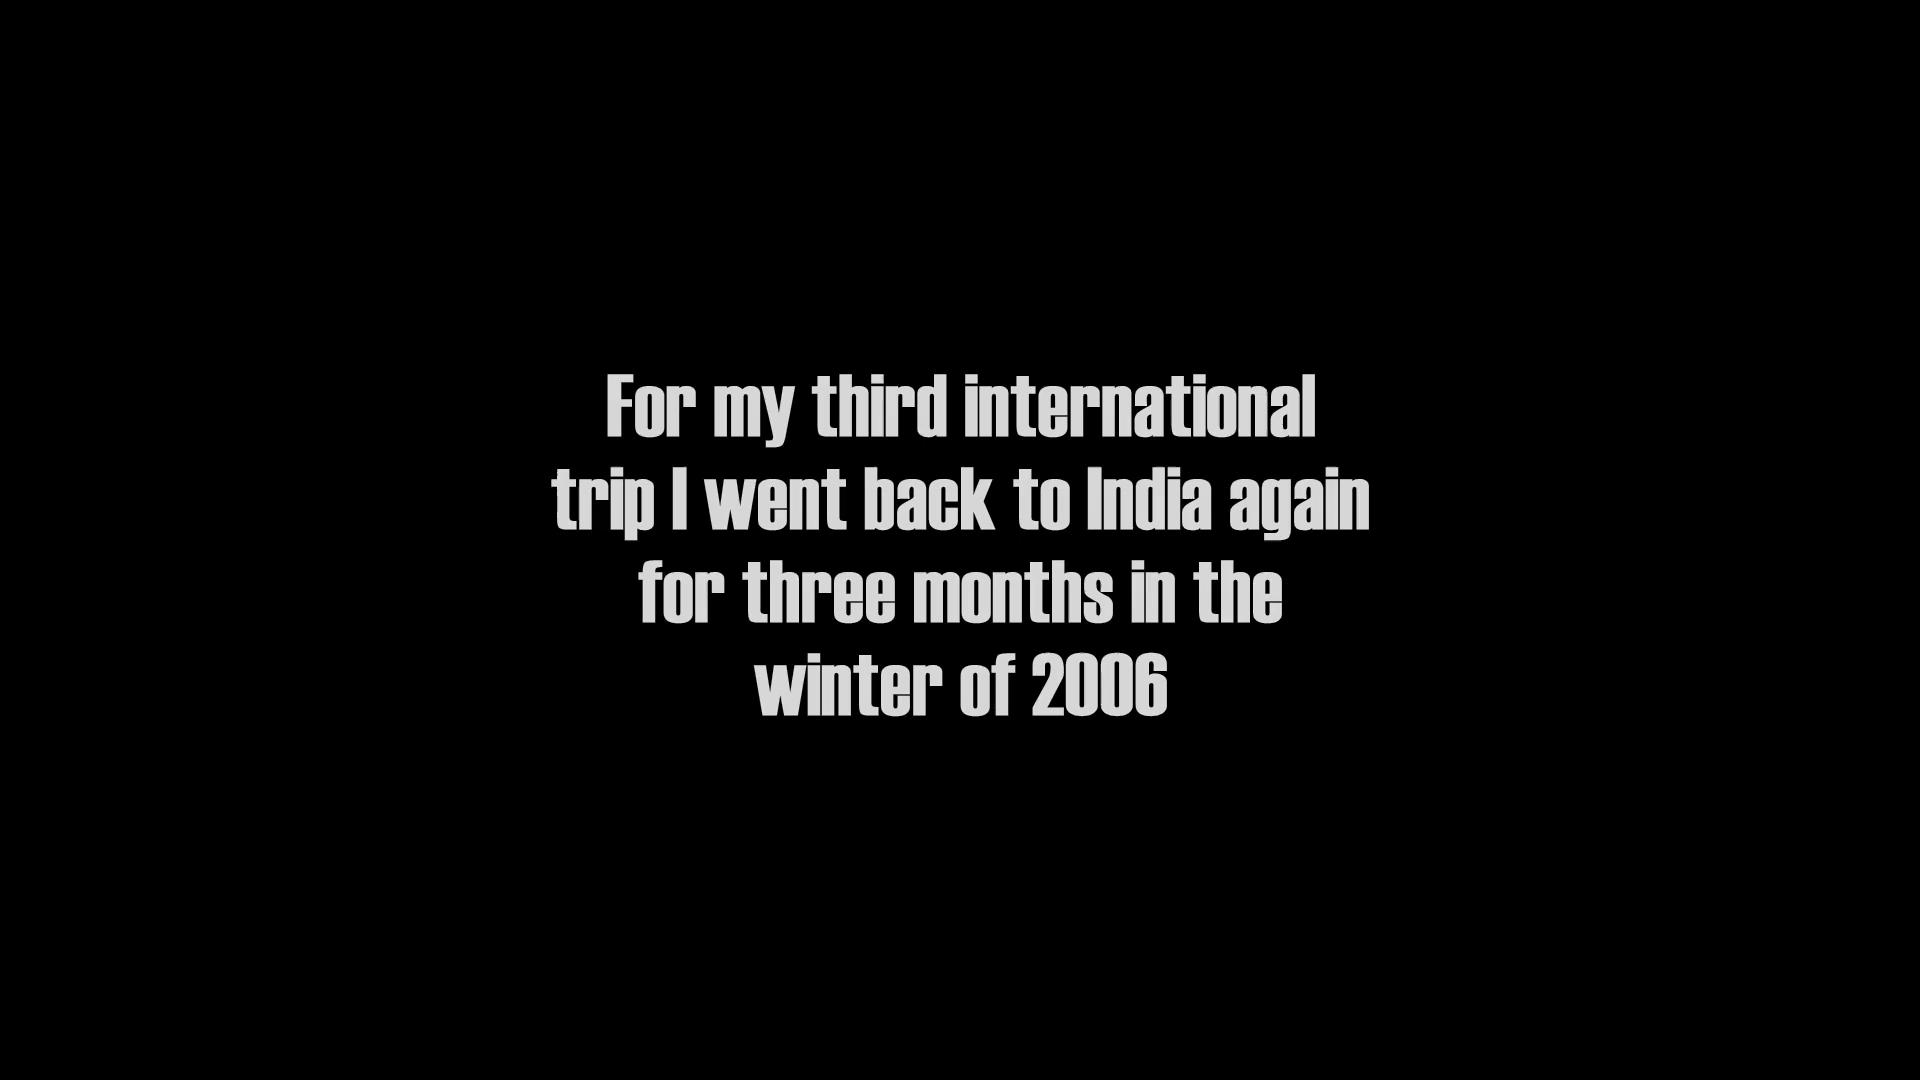 For my third international
trip I went back to India again
for three months in the
winter of 2006